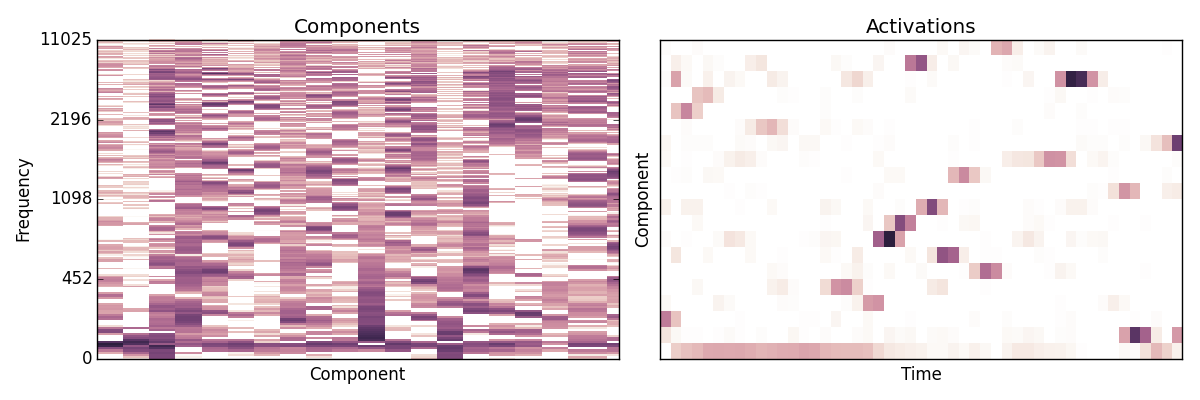 Components
Activations
11025
2196
1098
452
0
Frequency
Component
Component
Time